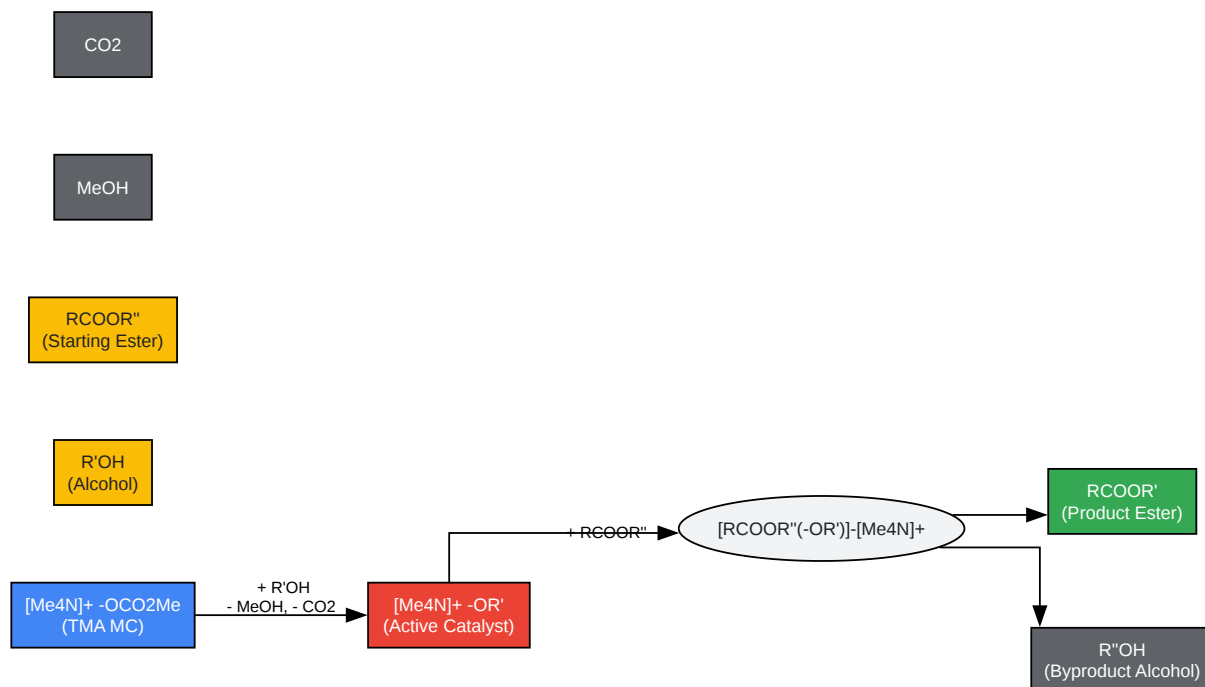 CO2
MeOH
RCOOR"
(Starting Ester)
R'OH
(Alcohol)
[Me4N]+ -OCO2Me
(TMA MC)
+ R'OH
- MeOH, - CO2
[Me4N]+ -OR'
(Active Catalyst)
+ RCOOR"
[RCOOR"(-OR')]-[Me4N]+
RCOOR'
(Product Ester)
R"OH
(Byproduct Alcohol)